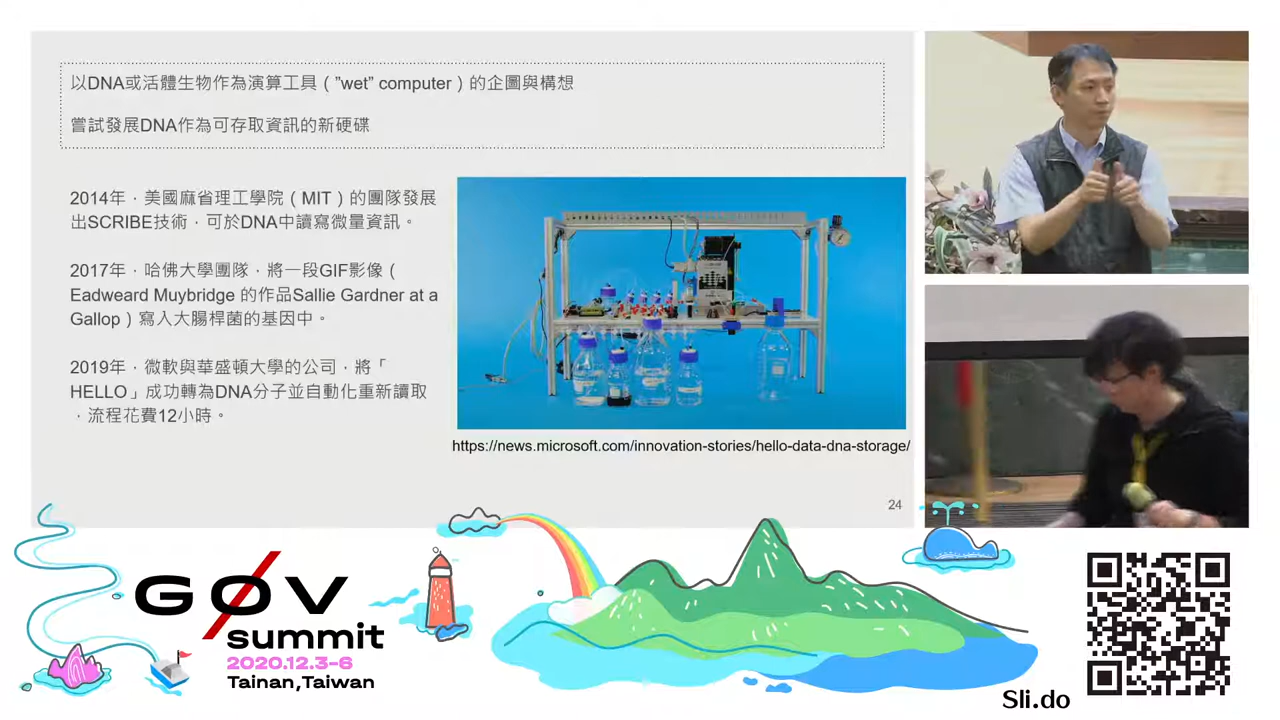 以DNA或活體生物作為演算工具（”wet” computer）的企圖與構想
嘗試發展DNA作為可存取資訊的新硬碟
2014年，美國麻省理工學院（MIT）的團隊發展
出SCRIBE技術，可於DNA中讀寫微量資訊。
2017年，哈佛大學團隊，將一段GIF影像（
Eadweard Muybridge 的作品Sallie Gardner at a
Gallop）寫入大腸桿菌的基因中。
2019年，微軟與華盛頓大學的公司，將「
HELLO」成功轉為DNA分子並自動化重新讀取
，流程花費12小時。
https://news.microsoft.com/innovation-stories/hello-data-dna-storage/
24
GØV
summit
2020.12.3-6
Tainan,Taiwan
Sli.do